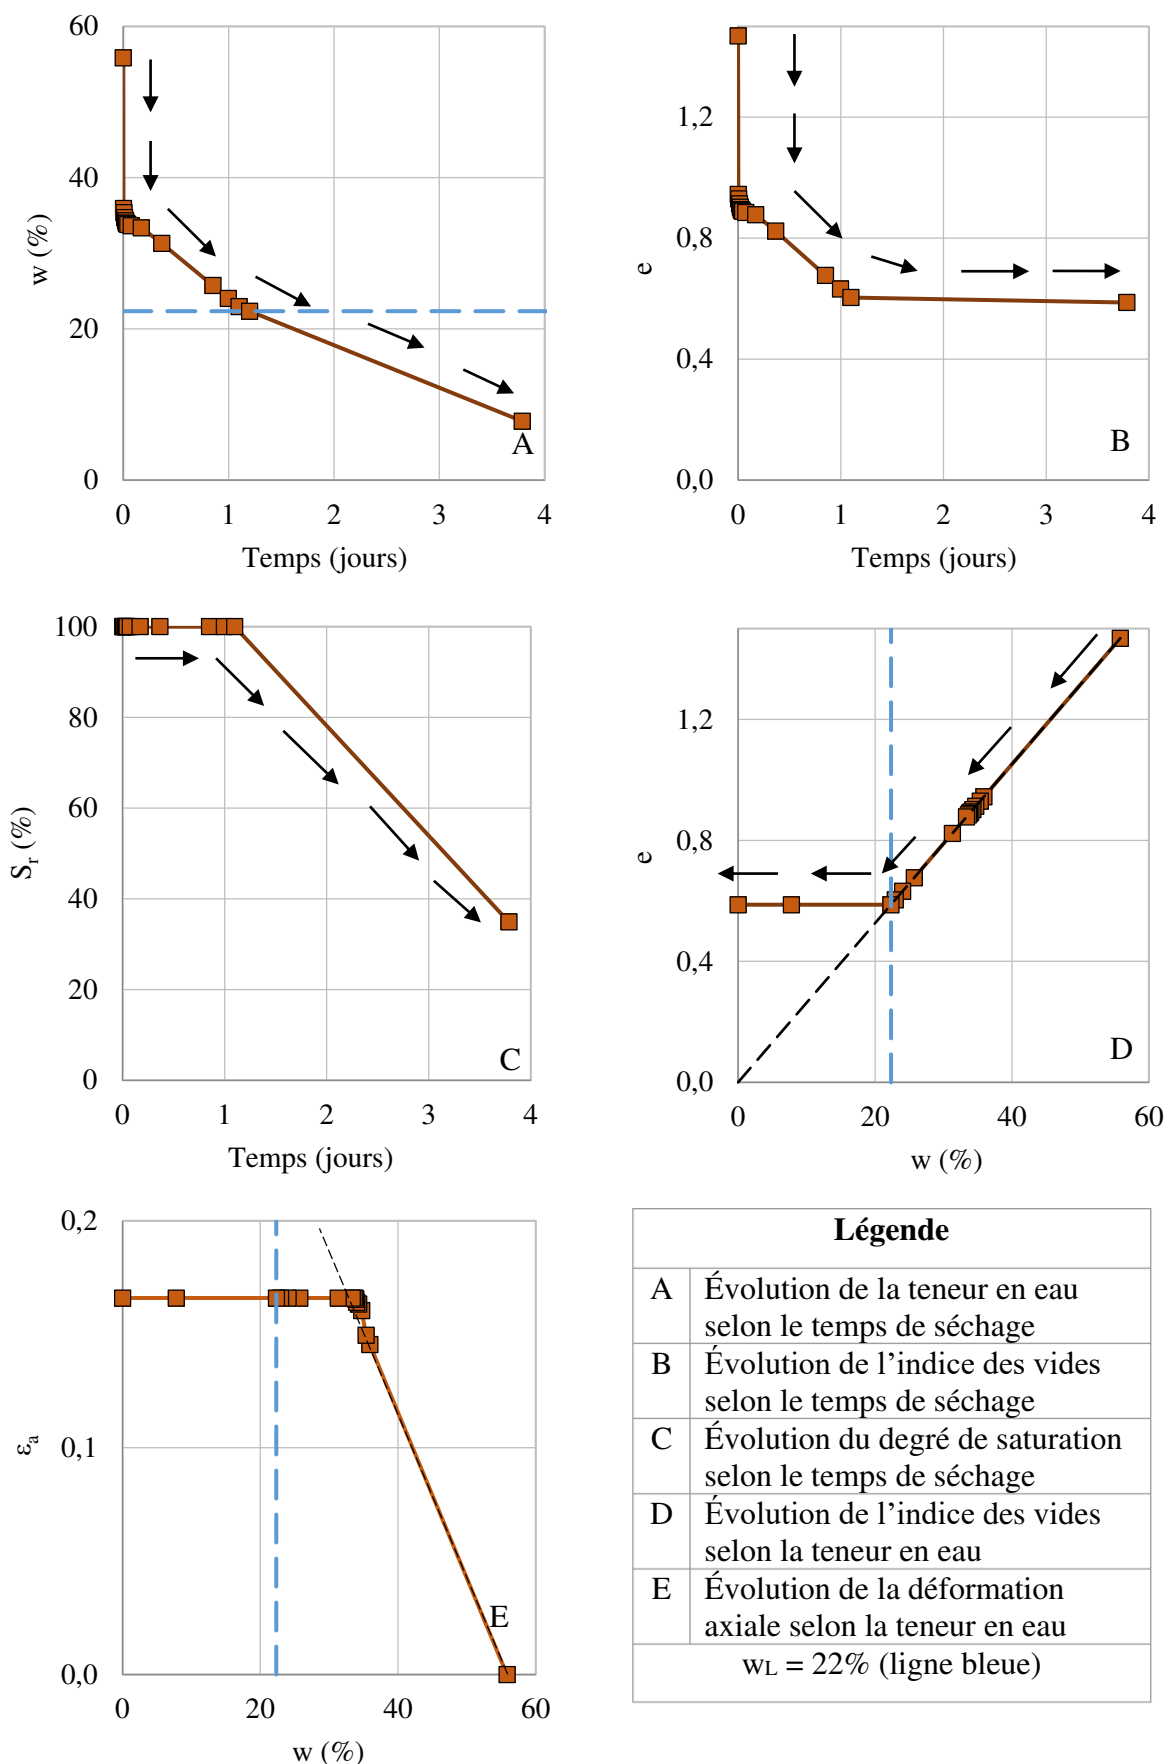 60
40
20
0
w (%)
0 1 2 3 4
Temps (jours)
A
1,2
0,8
0,4
0,0
e
0 1 2 3 4
Temps (jours)
B
100
80
60
40
20
0
Sr (%)
0 1 2 3 4
Temps (jours)
C
1,2
0,8
0,4
0,0
e
0 20 40 60
w (%)
D
0,2
0,1
0,0
εa
0 20 40 60
w (%)
E
Légende
A Évolution de la teneur en eau
selon le temps de séchage
B Évolution de l’indice des vides
selon le temps de séchage
C Évolution du degré de saturation
selon le temps de séchage
D Évolution de l’indice des vides
selon la teneur en eau
E Évolution de la déformation
axiale selon la teneur en eau
wL = 22% (ligne bleue)